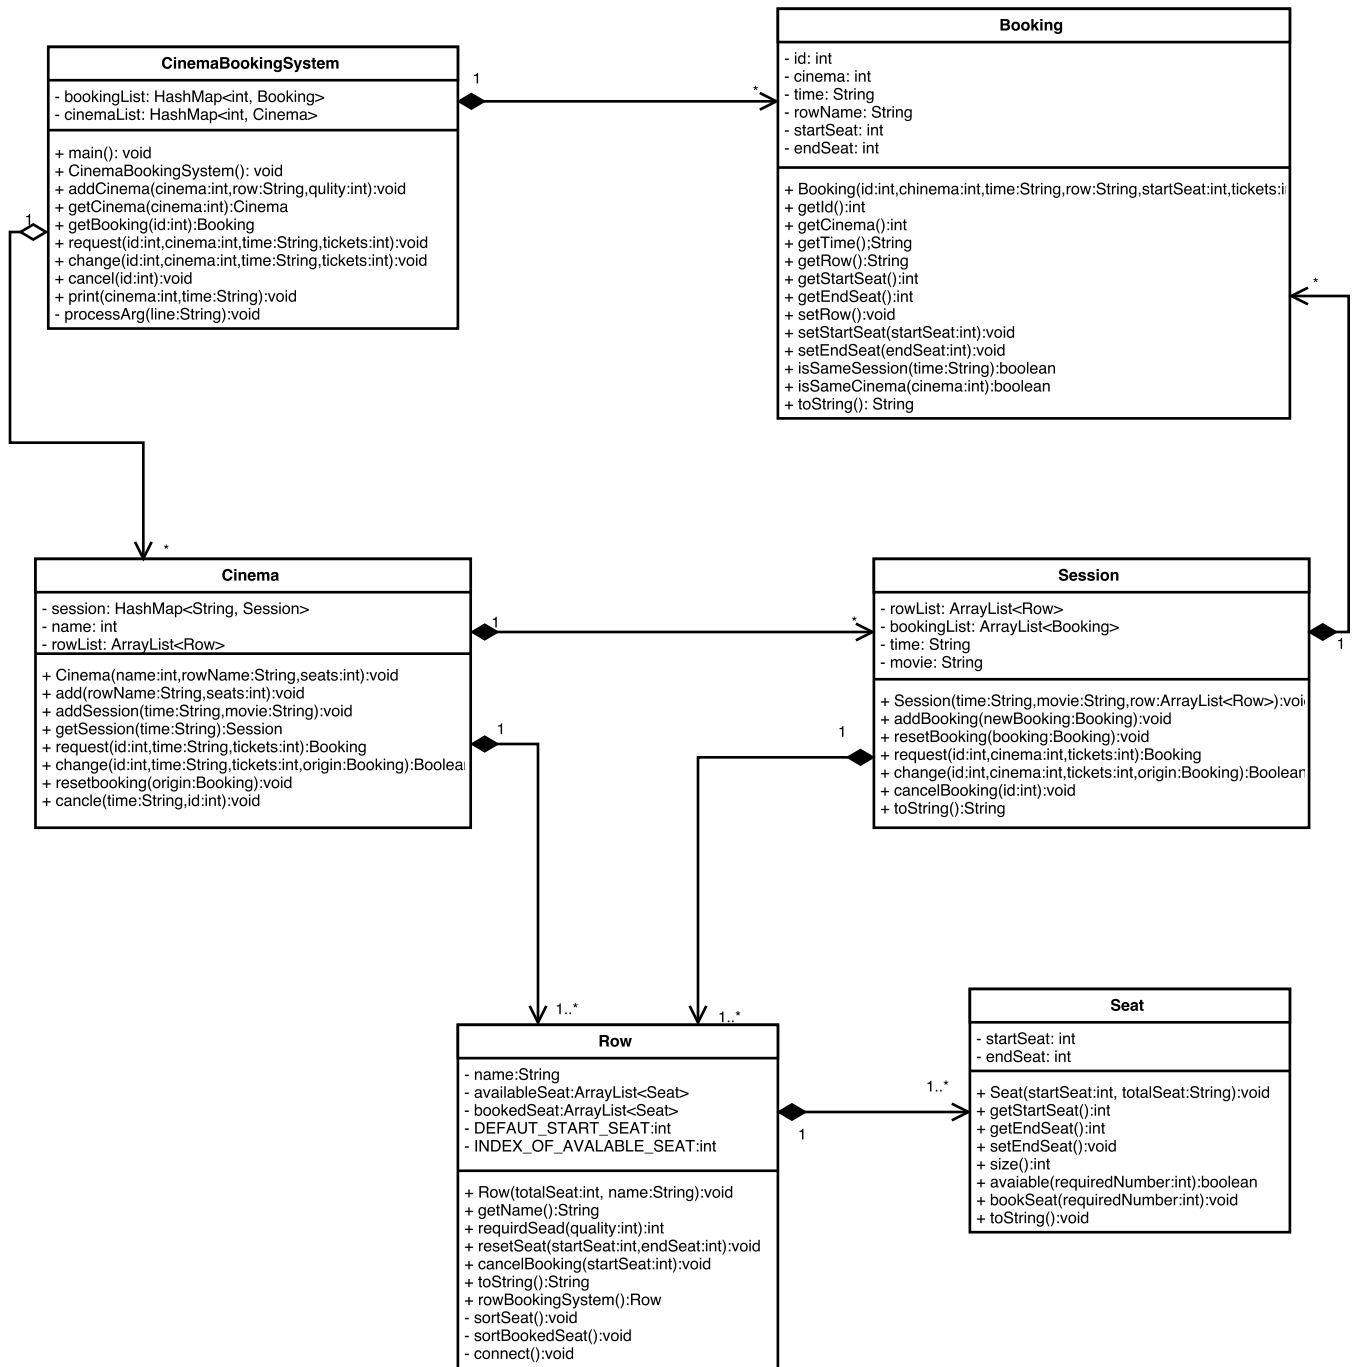 CinemaBookingSystem
- bookingList: HashMap<int, Booking>
- cinemaList: HashMap<int, Cinema>
+ main(): void
+ CinemaBookingSystem(): void
+ addCinema(cinema:int,row:String,qulity:int):void
+ getCinema(cinema:int):Cinema
+ getBooking(id:int):Booking
+ request(id:int,cinema:int,time:String,tickets:int):void
+ change(id:int,cinema:int,time:String,tickets:int):void
+ cancel(id:int):void
+ print(cinema:int,time:String):void
- processArg(line:String):void
1
*
1
*
Booking
- id: int
- cinema: int
- time: String
- rowName: String
- startSeat: int
- endSeat: int
+ Booking(id:int,chinema:int,time:String,row:String,startSeat:int,tickets:i
+ getId():int
+ getCinema():int
+ getTime();String
+ getRow():String
+ getStartSeat():int
+ getEndSeat():int
+ setRow():void
+ setStartSeat(startSeat:int):void
+ setEndSeat(endSeat:int):void
+ isSameSession(time:String):boolean
+ isSameCinema(cinema:int):boolean
+ toString(): String
*
Cinema
- session: HashMap<String, Session>
- name: int
- rowList: ArrayList<Row>
+ Cinema(name:int,rowName:String,seats:int):void
+ add(rowName:String,seats:int):void
+ addSession(time:String,movie:String):void
+ getSession(time:String):Session
+ request(id:int,time:String,tickets:int):Booking
+ change(id:int,time:String,tickets:int,origin:Booking):Boolea
+ resetbooking(origin:Booking):void
+ cancle(time:String,id:int):void
1
*
1
1..*
Session
- rowList: ArrayList<Row>
- bookingList: ArrayList<Booking>
- time: String
- movie: String
+ Session(time:String,movie:String,row:ArrayList<Row>):voi
+ addBooking(newBooking:Booking):void
+ resetBooking(booking:Booking):void
+ request(id:int,cinema:int,tickets:int):Booking
+ change(id:int,cinema:int,tickets:int,origin:Booking):Boolean
+ cancelBooking(id:int):void
+ toString():String
1
1
1..*
Row
- name:String
- availableSeat:ArrayList<Seat>
- bookedSeat:ArrayList<Seat>
- DEFAUT_START_SEAT:int
- INDEX_OF_AVALABLE_SEAT:int
+ Row(totalSeat:int, name:String):void
+ getName():String
+ requirdSead(quality:int):int
+ resetSeat(startSeat:int,endSeat:int):void
+ cancelBooking(startSeat:int):void
+ toString():String
+ rowBookingSystem():Row
- sortSeat():void
- sortBookedSeat():void
- connect():void
1
1..*
Seat
- startSeat: int
- endSeat: int
+ Seat(startSeat:int, totalSeat:String):void
+ getStartSeat():int
+ getEndSeat():int
+ setEndSeat():void
+ size():int
+ avaiable(requiredNumber:int):boolean
+ bookSeat(requiredNumber:int):void
+ toString():void